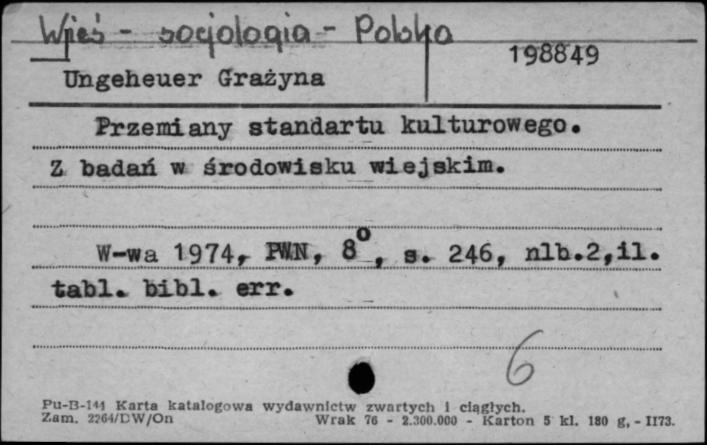 Wieś - socjologia - Polska
198849
Ungeheuer Grażyna
Przemiany standartu kulturowego.
Z badań w środowisku wiejskim.
W-wa 1974, PWN, 8°, s. 246, nlb.2,il.
tabl. bibl. err.
6
Pu-B-144 Karta katalogowa wydawnictw zwartych i ciągłych.
Zam. 2264/DW/On Wrak 76 - 2.300.000 - Karton 5 kl. 180 g, - II73.